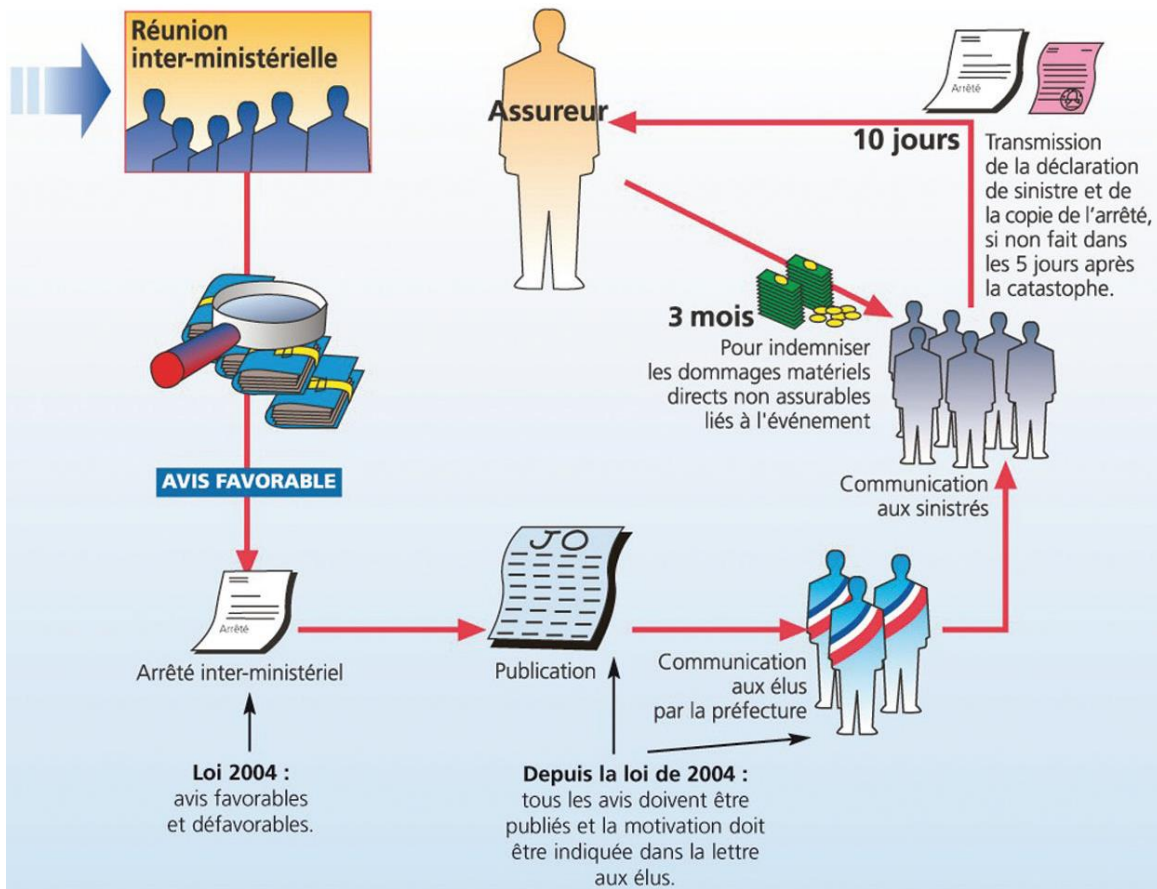 Réunion
inter-ministérielle
Assureur
Arrêté
10 jours
Transmission
de la déclaration
de sinistre et de
la copie de l'arrêté,
si non fait dans
les 5 jours après
la catastrophe.
3 mois
Pour indemniser
les dommages matériels
directs non assurables
liés à l'événement
AVIS FAVORABLE
Communication
aux sinistrés
JO
Arrêté
Arrêté inter-ministériel
Publication
Communication
aux élus
par la préfecture
Loi 2004 :
avis favorables
et défavorables.
Depuis la loi de 2004 :
tous les avis doivent être
publiés et la motivation doit
être indiquée dans la lettre
aux élus.